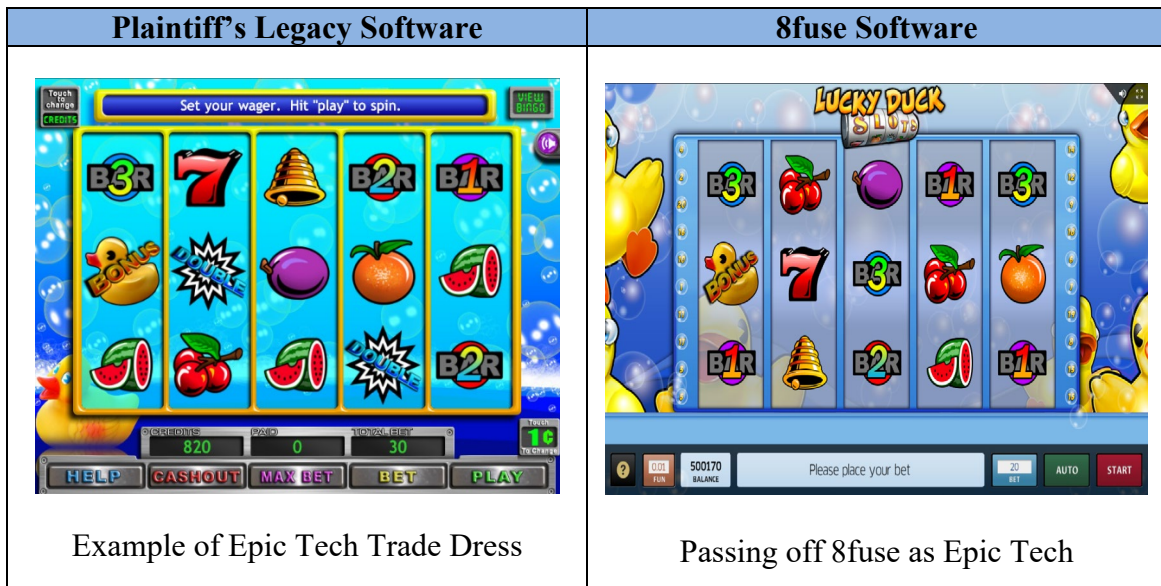 Plaintiff's Legacy Software
8fuse Software
Touch
to
change
CREDITS
Set your wager. Hit "play" to spin.
VIEW
BINGO
B3R
7
B2R
B1R
BONUS
DOUBLE
DOUBLE
B2R
CREDITS
PAID
TOTAL BET
820
0
30
Touch
1¢
To Change
HELP
CASHOUT
MAX BET
BET
PLAY
LUCKY DUCK
SLOTS
B3R
B1R
B3R
BONUS
7
B3R
B1R
B2R
B1R
?
0.01
FUN
500170
BALANCE
Please place your bet
20
BET
AUTO
START
Example of Epic Tech Trade Dress
Passing off 8fuse as Epic Tech